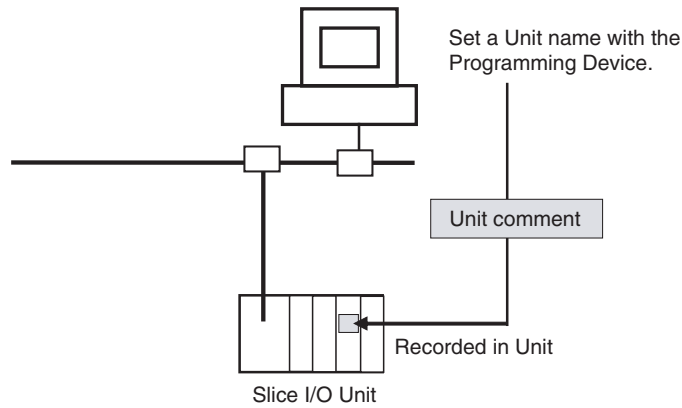 Set a Unit name with the
Programming Device.
Unit comment
Recorded in Unit
Slice I/O Unit